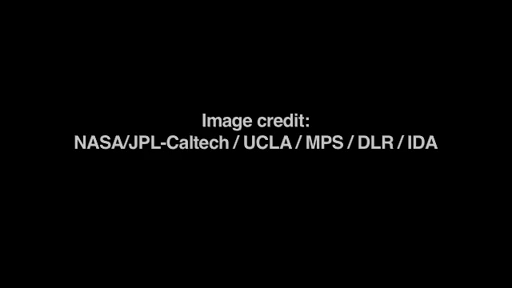 Image credit:
NASA/JPL-Caltech / UCLA / MPS / DLR / IDA